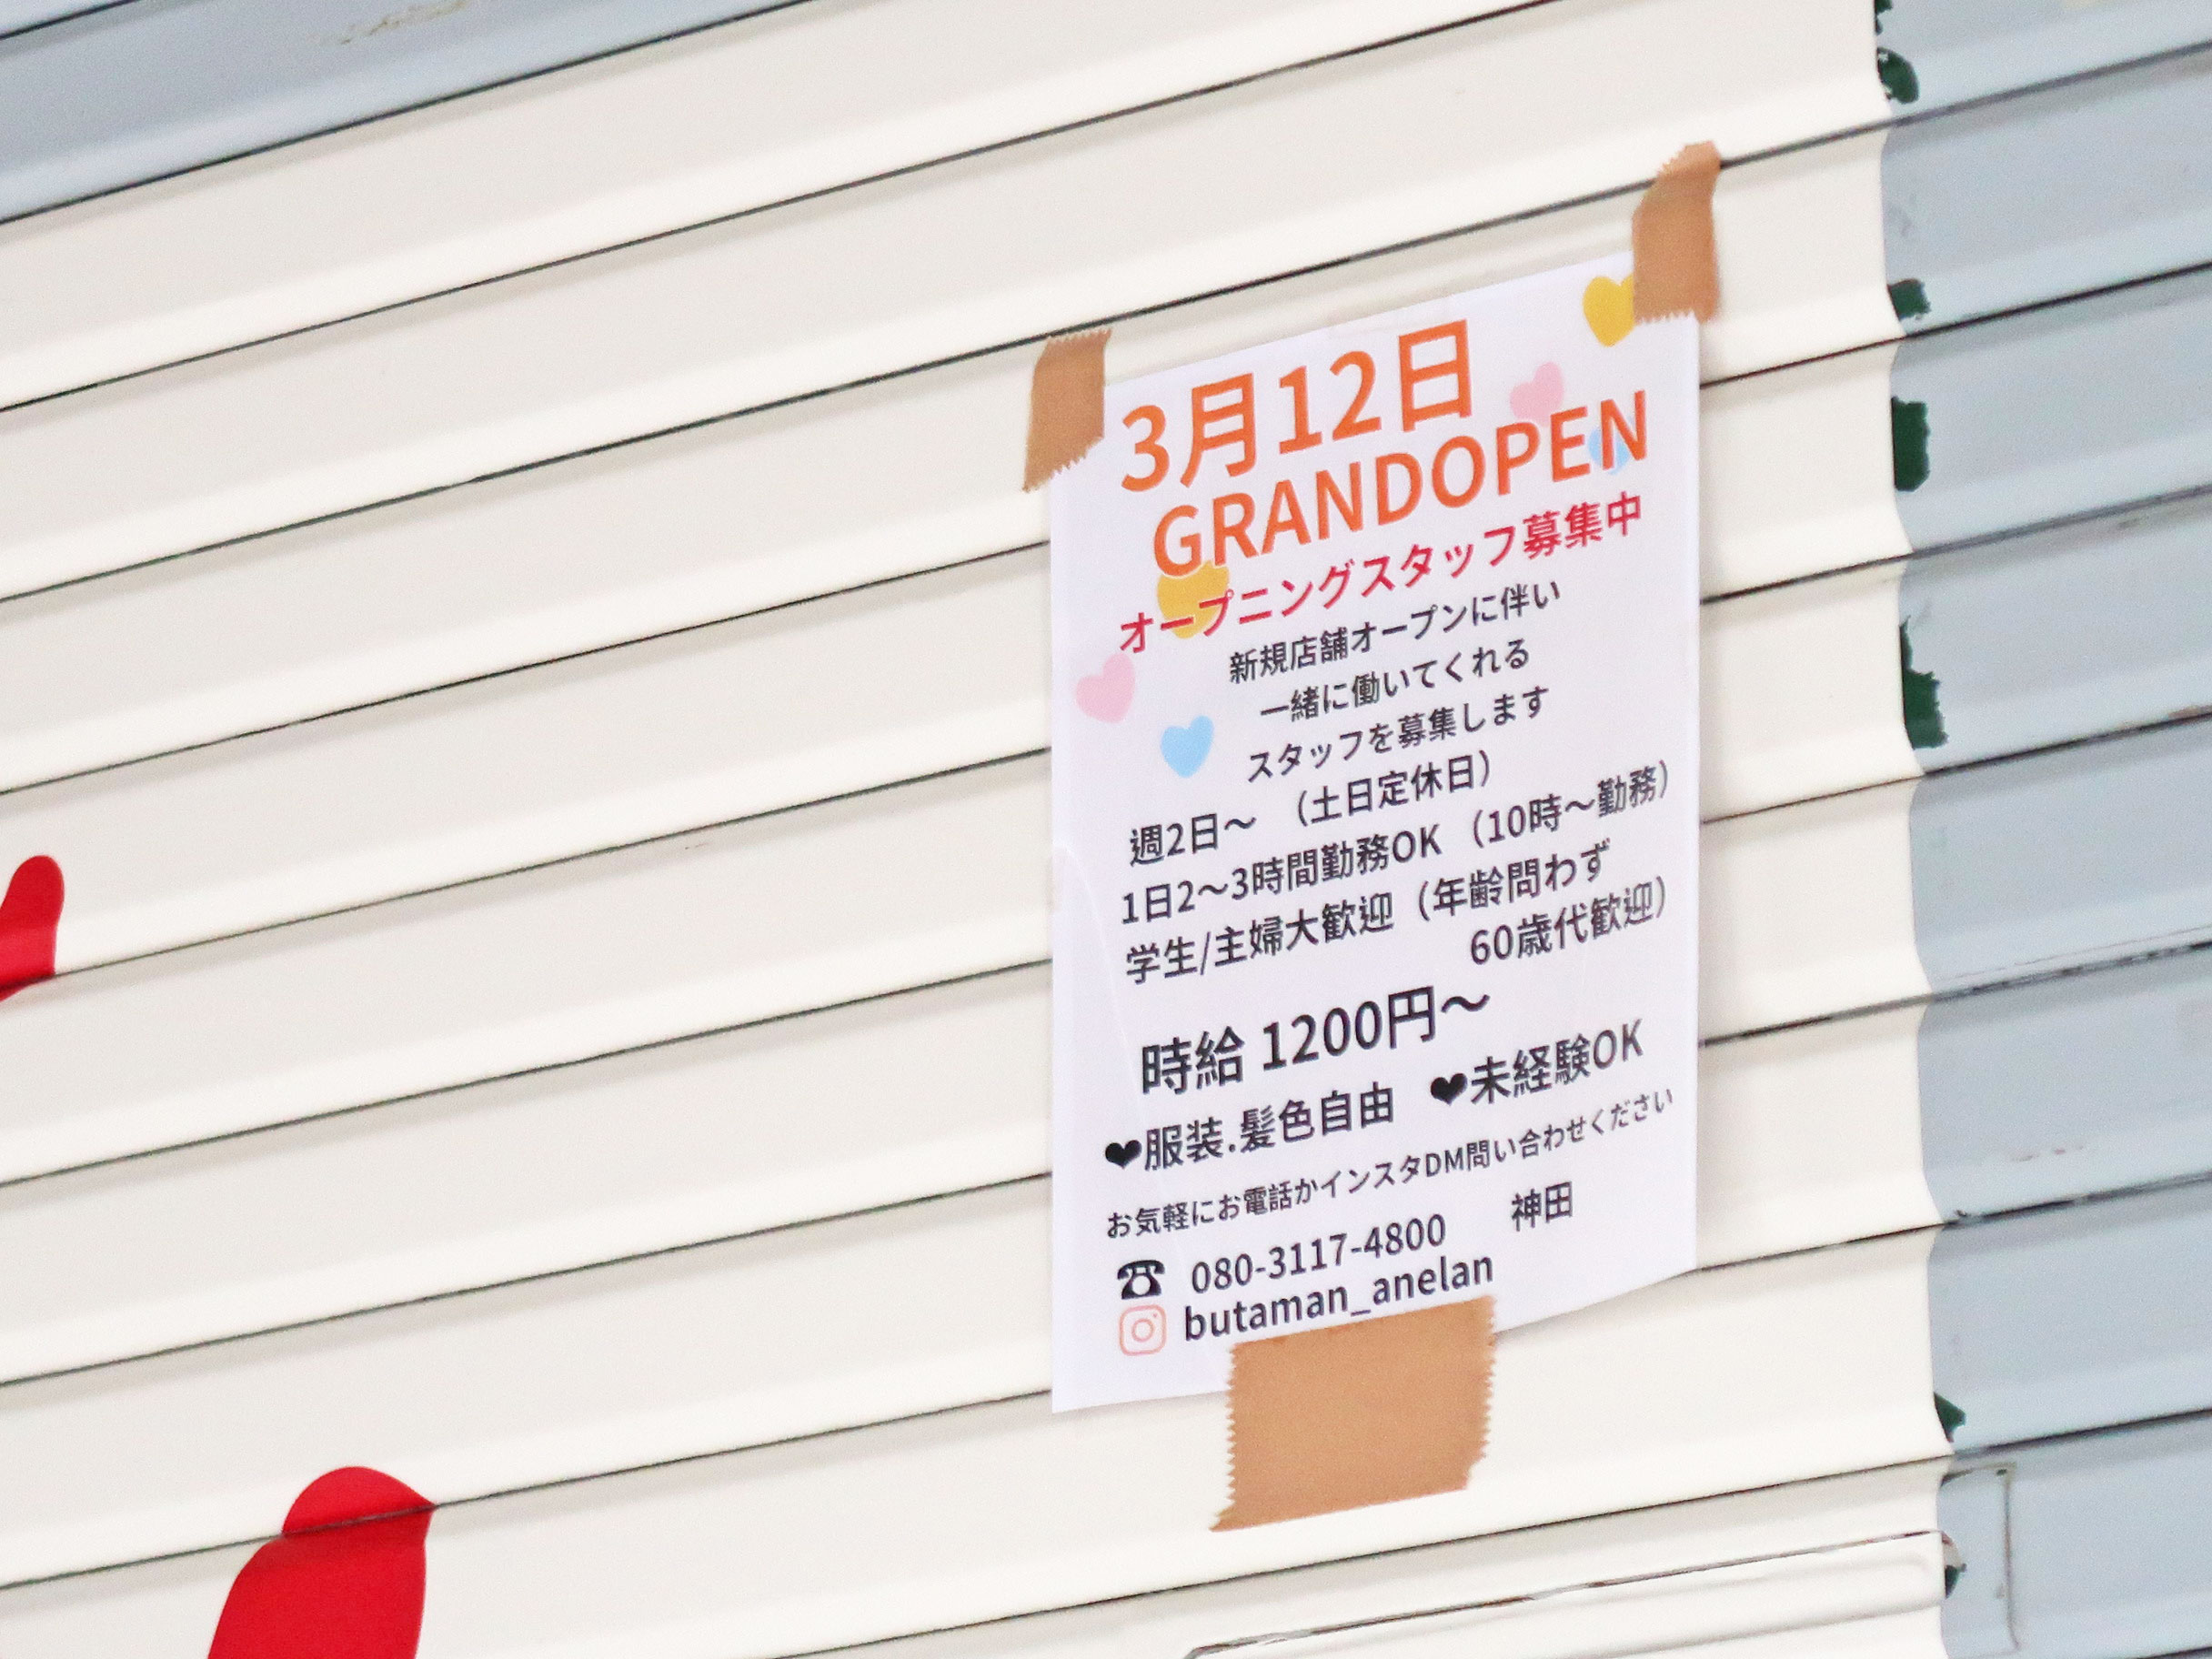 3月12日
GRANDOPEN
オープニングスタッフ募集中
新規店舗オープンに伴い
一緒に働いてくれる
スタッフを募集します
週2日〜 (土日定休日)
1日2〜3時間勤務OK (10時〜勤務)
学生/主婦大歓迎 (年齢問わず
60歳代歓迎)
時給 1200円〜
❤服装.髪色自由 ❤未経験OK
お気軽にお電話かインスタDM問い合わせください
☎ 080-3117-4800 神田
butaman_anelan